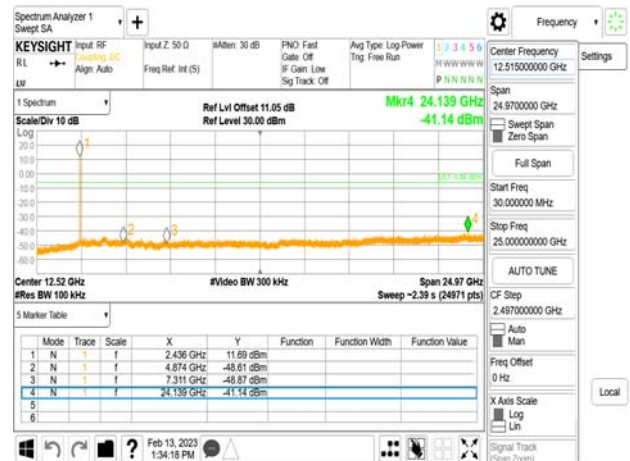 Spectrum Analyzer 1
Swept SA
Frequency
KEYSIGHT Input: RF
RL
Coupling: DC
Align: Auto
Input Z: 50 Ω
Freq Ref: Int (S)
#Atten: 30 dB
PNO: Fast
Gate: Off
IF Gain: Low
Sig Track: Off
Avg Type: Log-Power
Trig: Free Run
1 2 3 4 5 6
M W W W W W
P N N N N N
Center Frequency
12.515000000 GHz
Settings
Span
24.9700000 GHz
Swept Span
Zero Span
Full Span
Start Freq
30.000000 MHz
Stop Freq
25.000000000 GHz
AUTO TUNE
CF Step
2.497000000 GHz
Auto
Man
Freq Offset
0 Hz
X Axis Scale
Log
Lin
Signal Track
(Span Zoom)
Local
1 Spectrum
Scale/Div 10 dB
Ref Lvl Offset 11.05 dB
Ref Level 30.00 dBm
Mkr4 24.139 GHz
-41.14 dBm
Log
20.0
10.0
0.00
-10.0
-20.0
-30.0
-40.0
-50.0
-60.0
1
2
3
4
Center 12.52 GHz
#Res BW 100 kHz
#Video BW 300 kHz
Span 24.97 GHz
Sweep ~2.39 s (24971 pts)
5 Marker Table
Mode Trace Scale X Y Function Function Width Function Value
1 N 1 f 2.436 GHz 11.69 dBm
2 N 1 f 4.874 GHz -48.61 dBm
3 N 1 f 7.311 GHz -48.87 dBm
4 N 1 f 24.139 GHz -41.14 dBm
5
6
Feb 13, 2023
1:34:18 PM